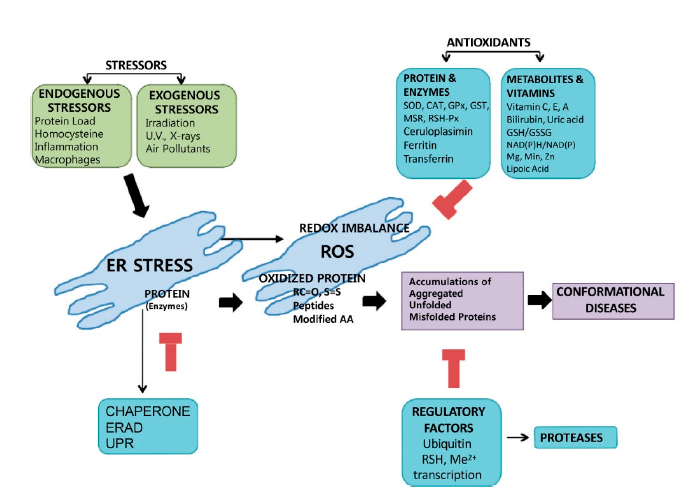 STRESSORS
ENDOGENOUS
STRESSORS
Protein Load
Homocysteine
Inflammation
Macrophages
EXOGENOUS
STRESSORS
Irradiation
U.V., X-rays
Air Pollutants
ANTIOXIDANTS
PROTEIN &
ENZYMES
SOD, CAT, GPx, GST,
MSR, RSH-Px
Ceruloplasimin
Ferritin
Transferrin
METABOLITES &
VITAMINS
Vitamin C, E, A
Bilirubin, Uric acid
GSH/GSSG
NAD(P)H/NAD(P)
Mg, Min, Zn
Lipoic Acid
ER STRESS
PROTEIN
(Enzymes)
REDOX IMBALANCE
ROS
OXIDIZED PROTEIN
RC=O, S=S
Peptides
Modified AA
Accumulations of
Aggregated
Unfolded
Misfolded Proteins
CONFORMATIONAL
DISEASES
CHAPERONE
ERAD
UPR
REGULATORY
FACTORS
Ubiquitin
RSH, Me²⁺
transcription
PROTEASES